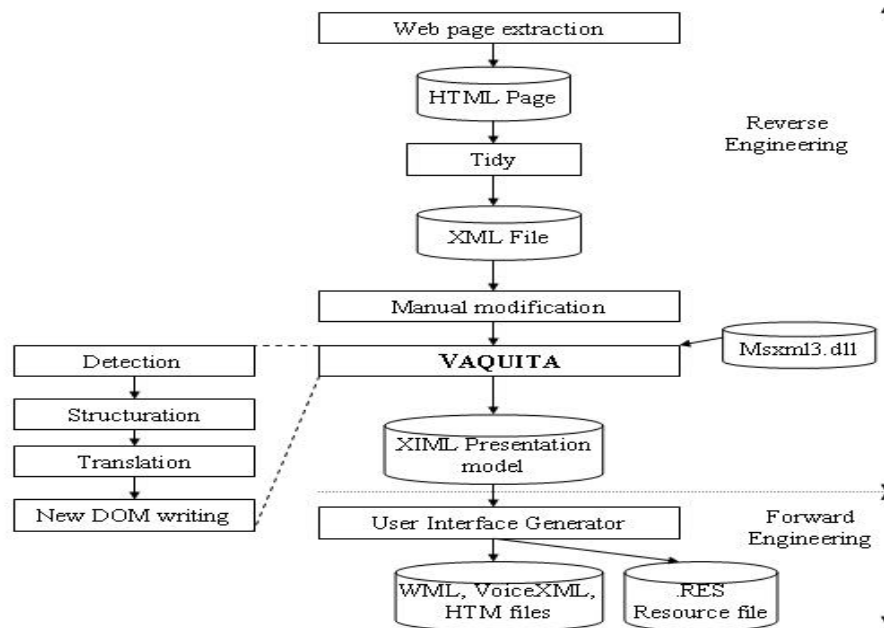 Web page extraction
HTML Page
Reverse
Engineering
Tidy
XML File
Manual modification
Msxml3.dll
VAQUITA
Detection
Structuration
Translation
New DOM writing
XIML Presentation
model
User Interface Generator
Forward
Engineering
WML, VoiceXML,
HTM files
.RES
Resource file